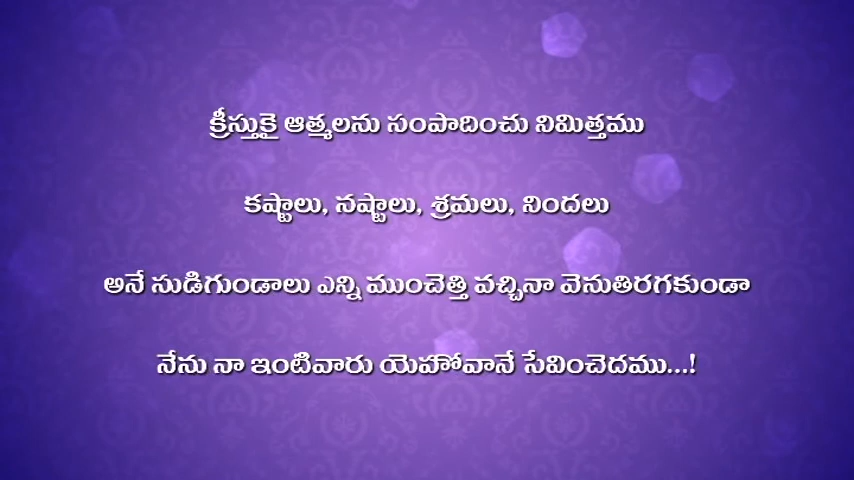 క్రీస్తుకై ఆత్మలను సంపాదించు నిమిత్తము
కష్టాలు, నష్టాలు, శ్రమలు, నిందలు
అనే సుడిగుండాలు ఎన్ని ముంచెత్తి వచ్చినా వెనుతిరగకుండా
నేను నా ఇంటివారు యెహోవానే సేవించెదము...!